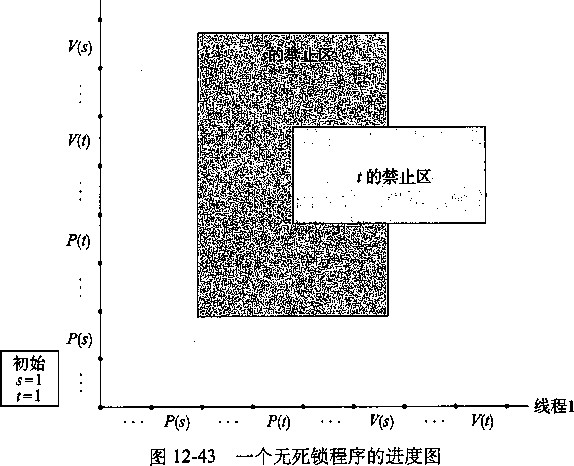 V(s)
⋮
的禁止区
V(t)
⋮
t 的禁止区
P(t)
⋮
P(s)
初始
s=1
t=1
⋮
线程1
··· P(s) ··· P(t) ··· V(s) ··· V(t)
图 12-43 一个无死锁程序的进度图